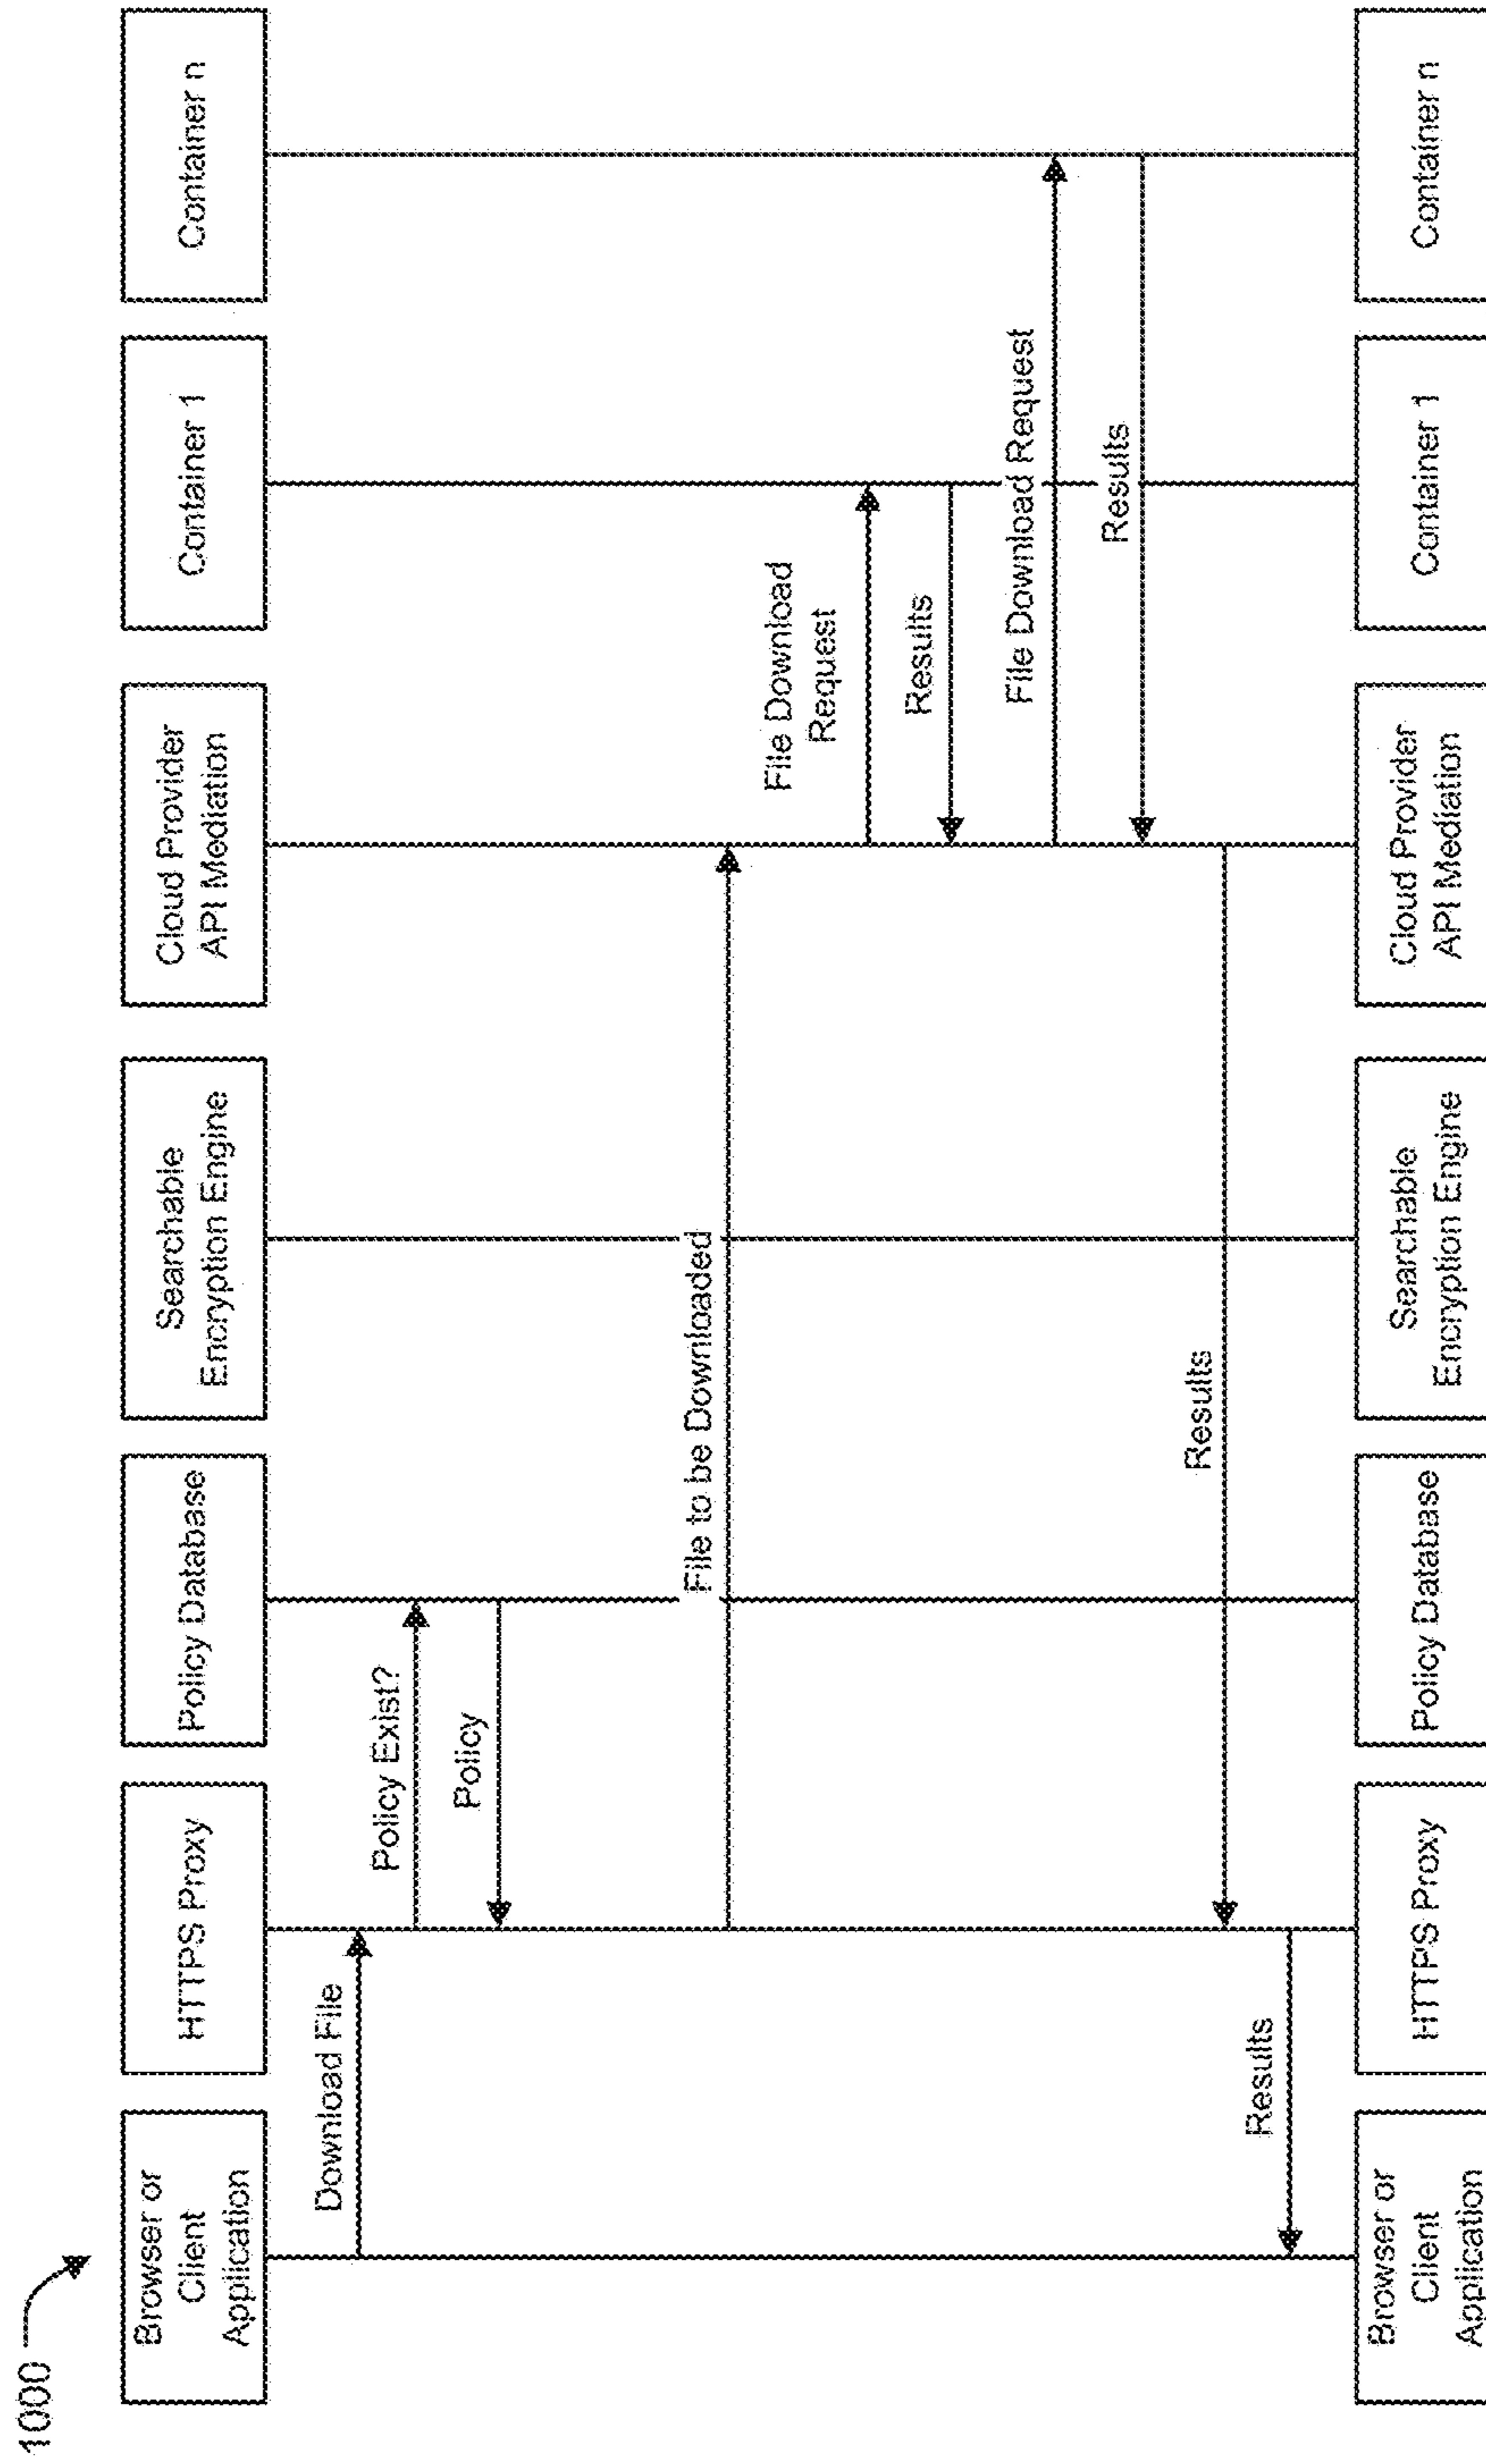 1000
Browser or
Client
Application
HTTPS Proxy
Policy Database
Searchable
Encryption Engine
Cloud Provider
API Mediation
Container 1
Container n
Download File
Policy Exist?
Policy
File to be Downloaded
File Download
Request
Results
File Download Request
Results
Results
Results
Browser or
Client
Application
HTTPS Proxy
Policy Database
Searchable
Encryption Engine
Cloud Provider
API Mediation
Container 1
Container n